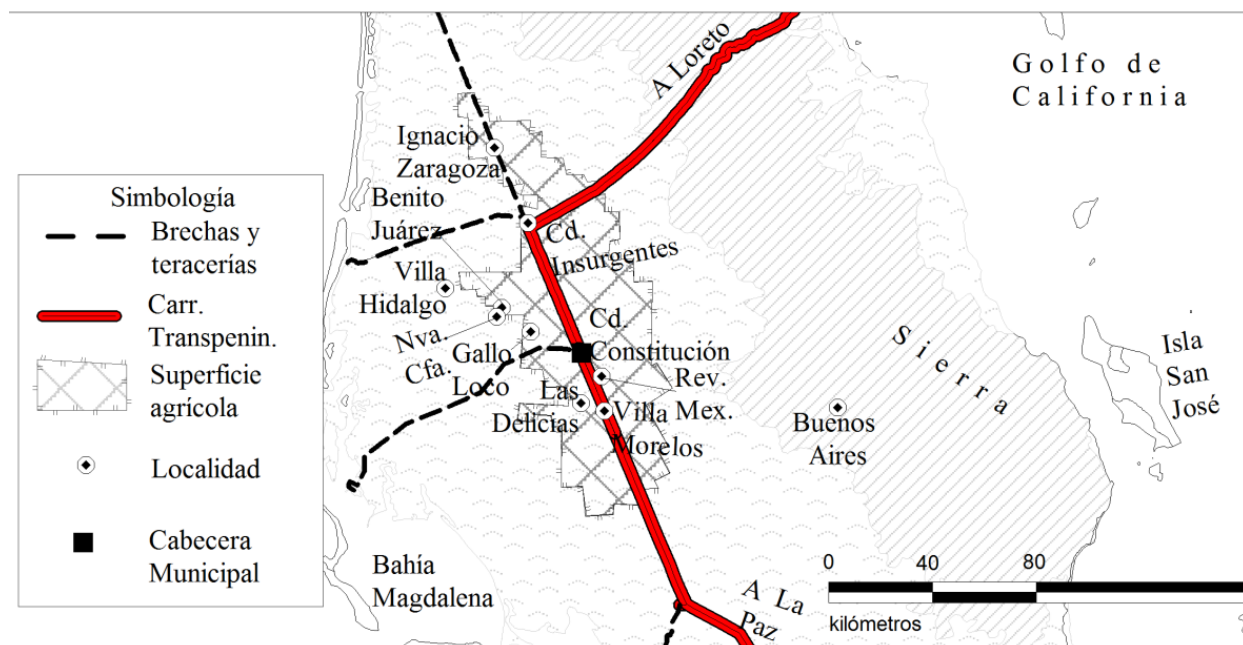 A Loreto
Golfo de
California
Ignacio
Zaragoza
Benito
Juárez
Cd.
Insurgentes
Villa
Hidalgo
Nva.
Cfa.
Gallo
Loco
Cd.
Constitución
Las
Delicias
Rev.
Mex.
Villa
Morelos
Sierra
Buenos
Aires
Isla
San
José
Bahía
Magdalena
A La
Paz
Simbología
Brechas y
teracerías
Carr.
Transpenin.
Superficie
agrícola
Localidad
Cabecera
Municipal
0 40 80
kilómetros